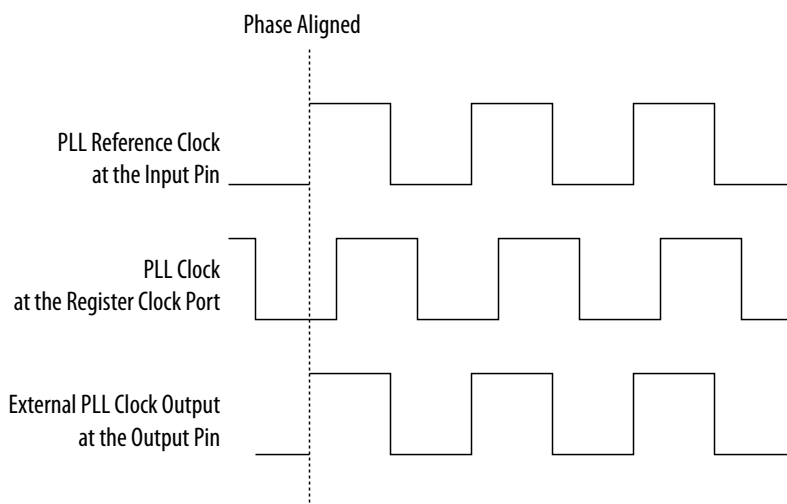 Phase Aligned
PLL Reference Clock
at the Input Pin
PLL Clock
at the Register Clock Port
External PLL Clock Output
at the Output Pin